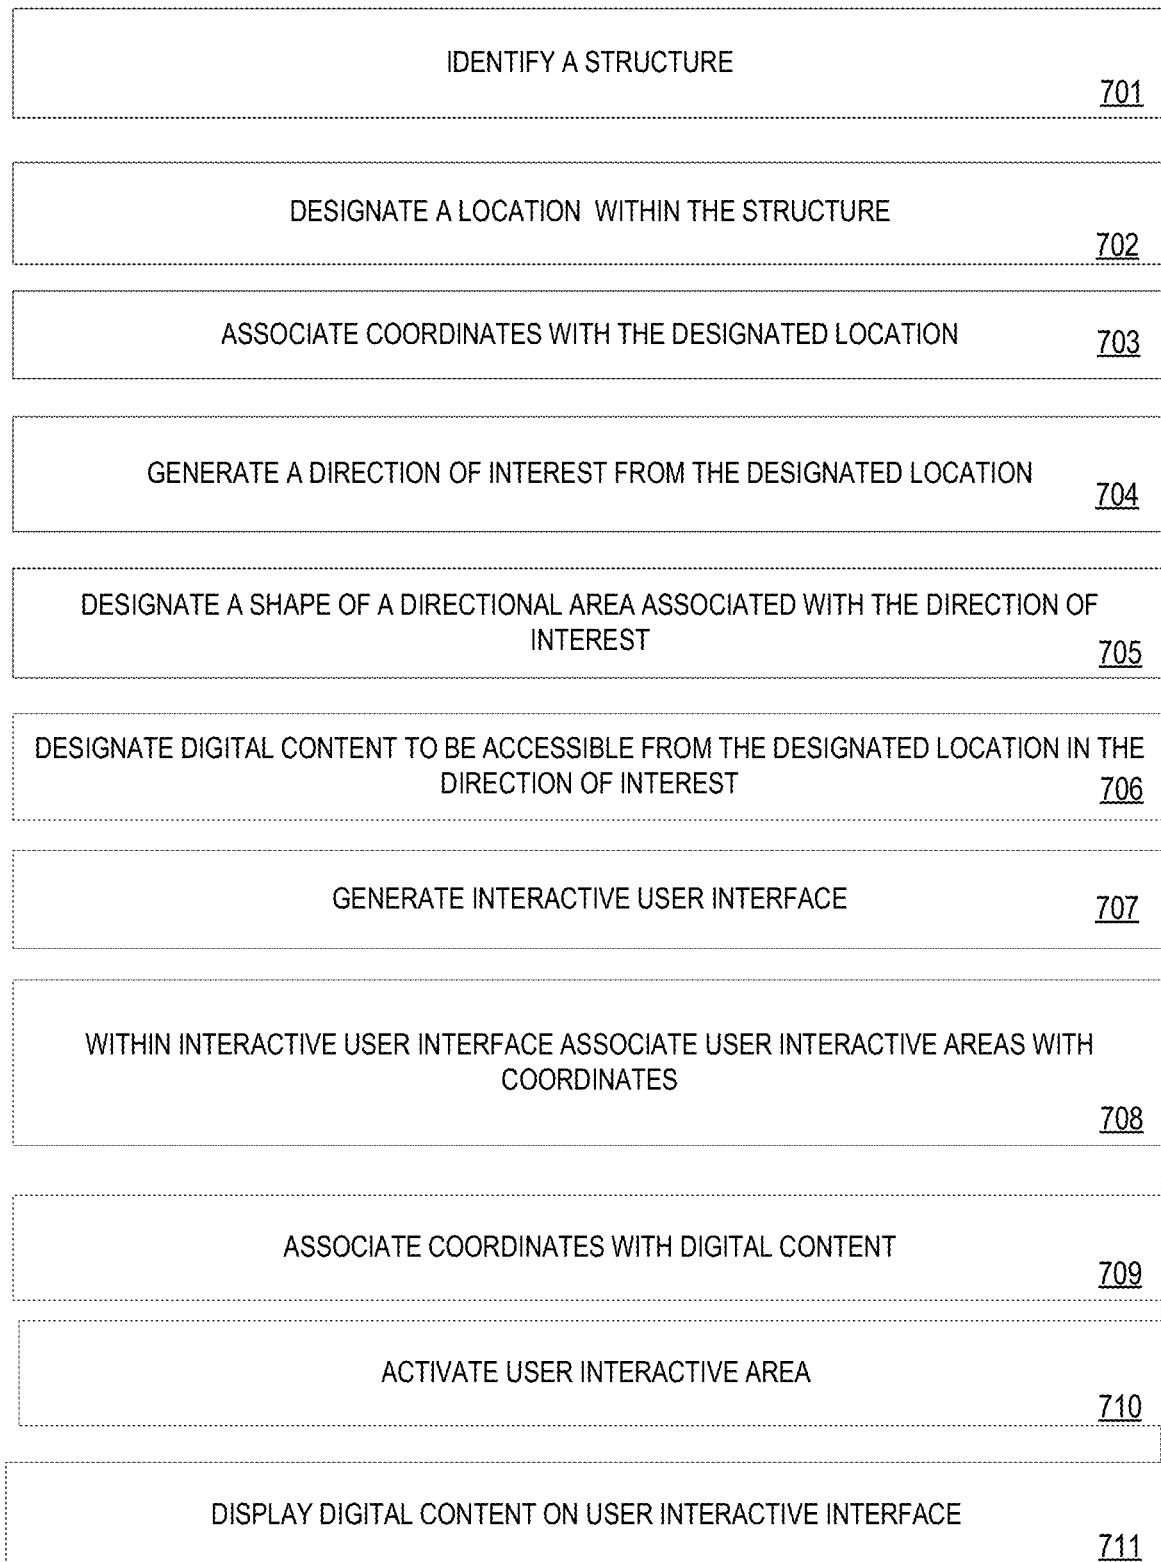 IDENTIFY A STRUCTURE
701
DESIGNATE A LOCATION WITHIN THE STRUCTURE
702
ASSOCIATE COORDINATES WITH THE DESIGNATED LOCATION
703
GENERATE A DIRECTION OF INTEREST FROM THE DESIGNATED LOCATION
704
DESIGNATE A SHAPE OF A DIRECTIONAL AREA ASSOCIATED WITH THE DIRECTION OF
INTEREST
705
DESIGNATE DIGITAL CONTENT TO BE ACCESSIBLE FROM THE DESIGNATED LOCATION IN THE
DIRECTION OF INTEREST
706
GENERATE INTERACTIVE USER INTERFACE
707
WITHIN INTERACTIVE USER INTERFACE ASSOCIATE USER INTERACTIVE AREAS WITH
COORDINATES
708
ASSOCIATE COORDINATES WITH DIGITAL CONTENT
709
ACTIVATE USER INTERACTIVE AREA
710
DISPLAY DIGITAL CONTENT ON USER INTERACTIVE INTERFACE
711